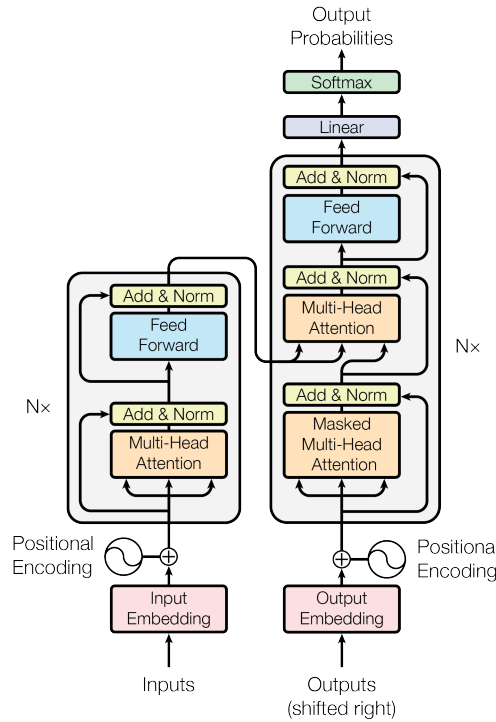 Output
Probabilities
Softmax
Linear
Add & Norm
Feed
Forward
Add & Norm
Multi-Head
Attention
Add & Norm
Masked
Multi-Head
Attention
Nx
Add & Norm
Feed
Forward
Add & Norm
Multi-Head
Attention
Nx
Positional
Encoding
Positiona
Encoding
Input
Embedding
Output
Embedding
Inputs
Outputs
(shifted right)